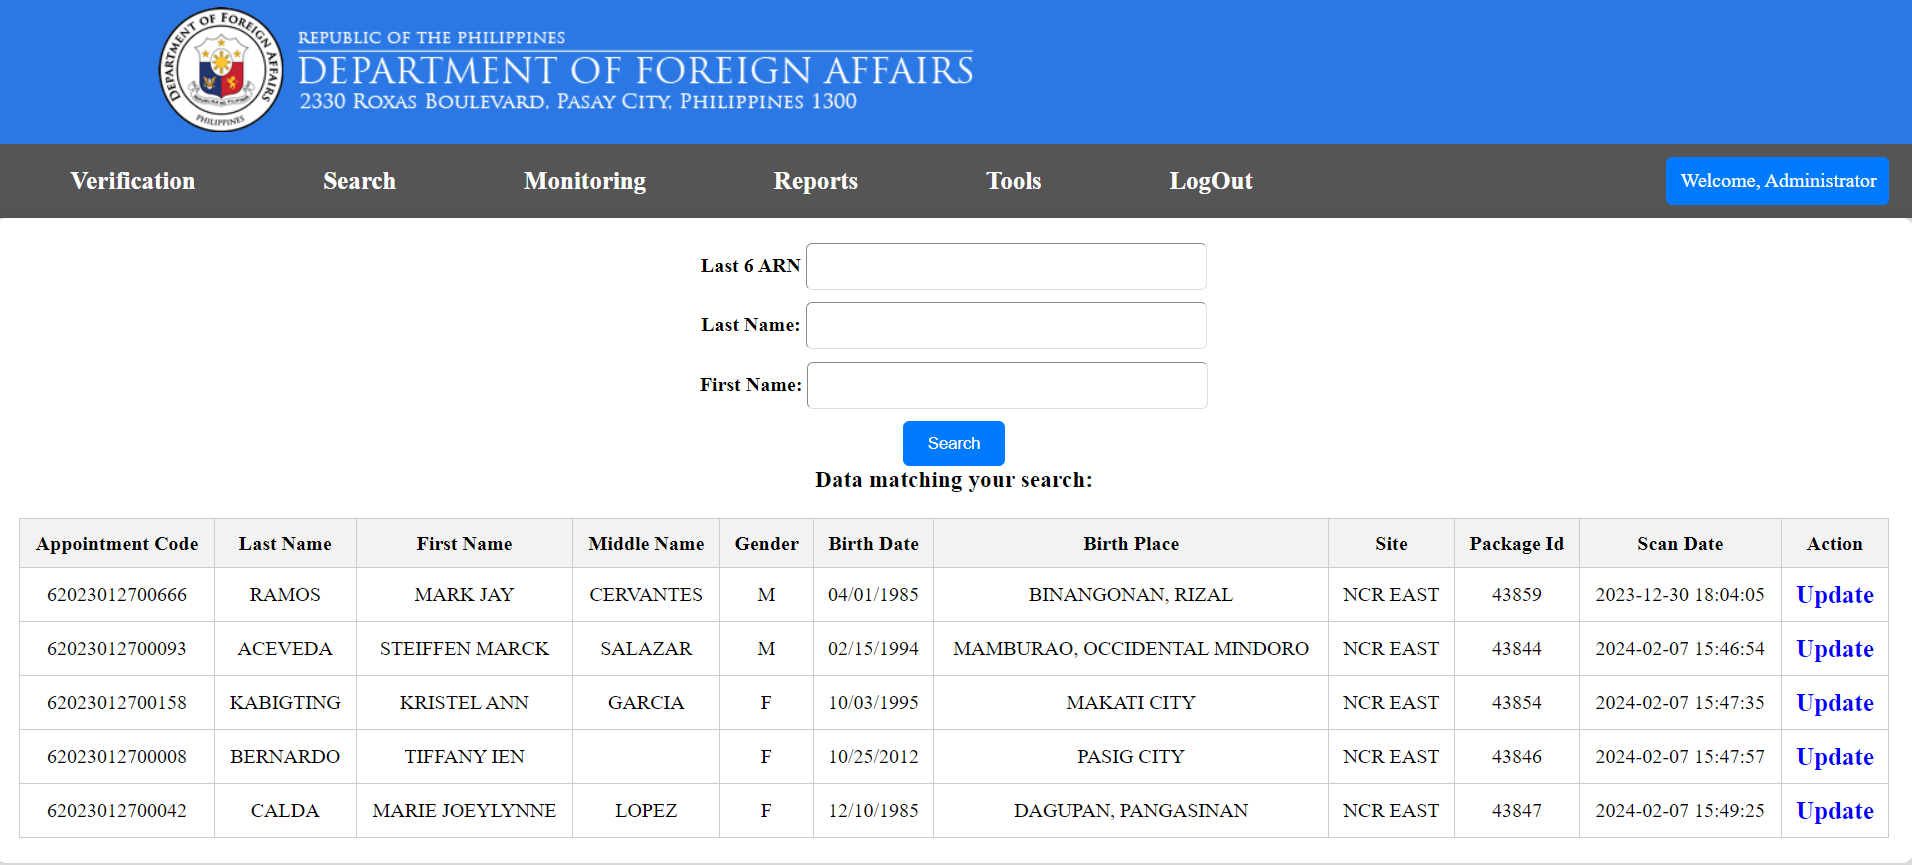 DEPARTMENT OF FOREIGN AFFAIRS
PHILIPPINES
REPUBLIC OF THE PHILIPPINES
DEPARTMENT OF FOREIGN AFFAIRS
2330 ROXAS BOULEVARD, PASAY CITY, PHILIPPINES 1300
Verification Search Monitoring Reports Tools LogOut Welcome, Administrator
Last 6 ARN
Last Name:
First Name:
Search
Data matching your search:
Appointment Code Last Name First Name Middle Name Gender Birth Date Birth Place Site Package Id Scan Date Action
62023012700666 RAMOS MARK JAY CERVANTES M 04/01/1985 BINANGONAN, RIZAL NCR EAST 43859 2023-12-30 18:04:05 Update
62023012700093 ACEVEDA STEIFFEN MARCK SALAZAR M 02/15/1994 MAMBURAO, OCCIDENTAL MINDORO NCR EAST 43844 2024-02-07 15:46:54 Update
62023012700158 KABIGTING KRISTEL ANN GARCIA F 10/03/1995 MAKATI CITY NCR EAST 43854 2024-02-07 15:47:35 Update
62023012700008 BERNARDO TIFFANY IEN F 10/25/2012 PASIG CITY NCR EAST 43846 2024-02-07 15:47:57 Update
62023012700042 CALDA MARIE JOEYLYNNE LOPEZ F 12/10/1985 DAGUPAN, PANGASINAN NCR EAST 43847 2024-02-07 15:49:25 Update